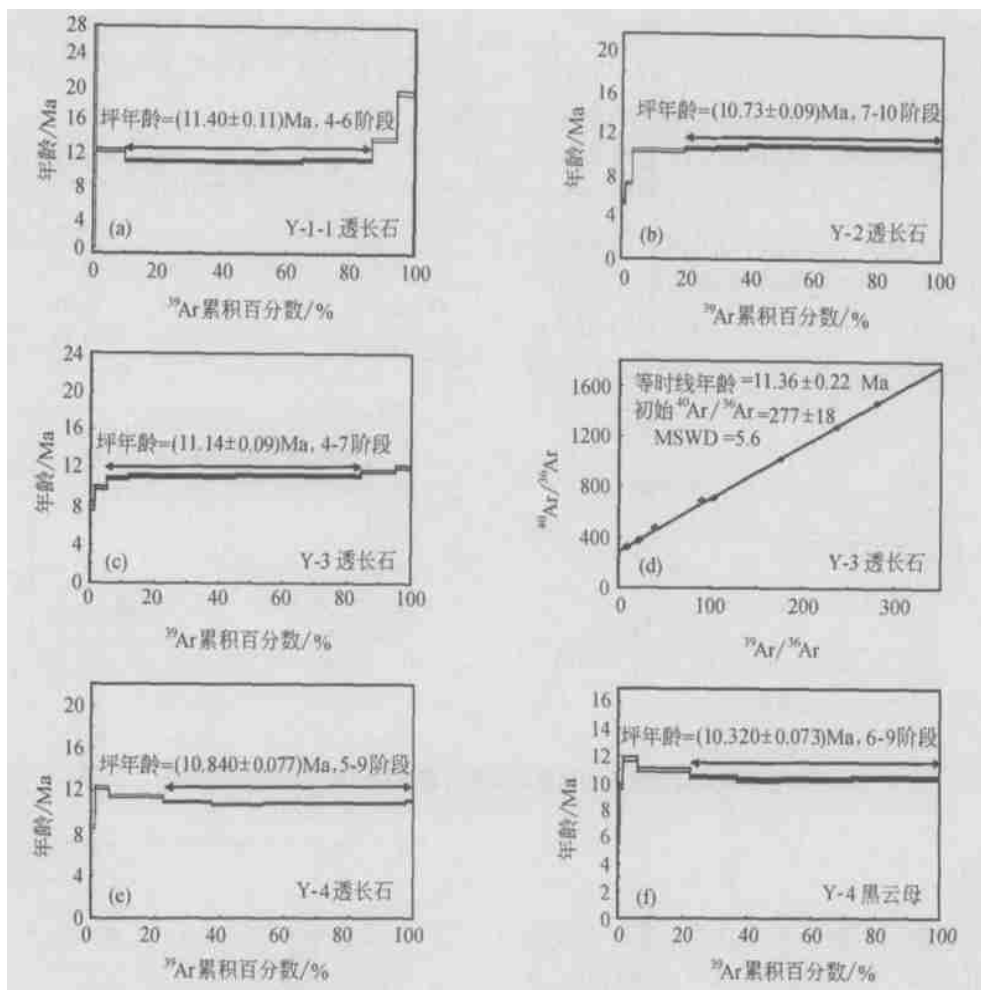 28
24
20
16
12
8
4
0
年龄/Ma
坪年龄=(11.40±0.11)Ma, 4-6阶段
(a)
Y-1-1透长石
0 20 40 60 80 100
³⁹Ar累积百分数/%
20
16
12
8
4
0
年龄/Ma
坪年龄=(10.73±0.09)Ma, 7-10阶段
(b)
Y-2透长石
0 20 40 60 80 100
³⁹Ar累积百分数/%
24
20
16
12
8
4
0
年龄/Ma
坪年龄=(11.14±0.09)Ma, 4-7阶段
(c)
Y-3透长石
0 20 40 60 80 100
³⁹Ar累积百分数/%
1600
1200
800
400
0
⁴⁰Ar/³⁶Ar
等时线年龄=11.36±0.22 Ma
初始⁴⁰Ar/³⁶Ar=277±18
MSWD=5.6
(d)
Y-3透长石
0 100 200 300
³⁹Ar/³⁶Ar
20
16
12
8
4
0
年龄/Ma
坪年龄=(10.840±0.077)Ma, 5-9阶段
(e)
Y-4透长石
0 20 40 60 80 100
³⁹Ar累积百分数/%
16
14
12
10
8
6
4
2
0
年龄/Ma
坪年龄=(10.320±0.073)Ma, 6-9阶段
(f)
Y-4黑云母
0 20 40 60 80 100
³⁹Ar累积百分数/%